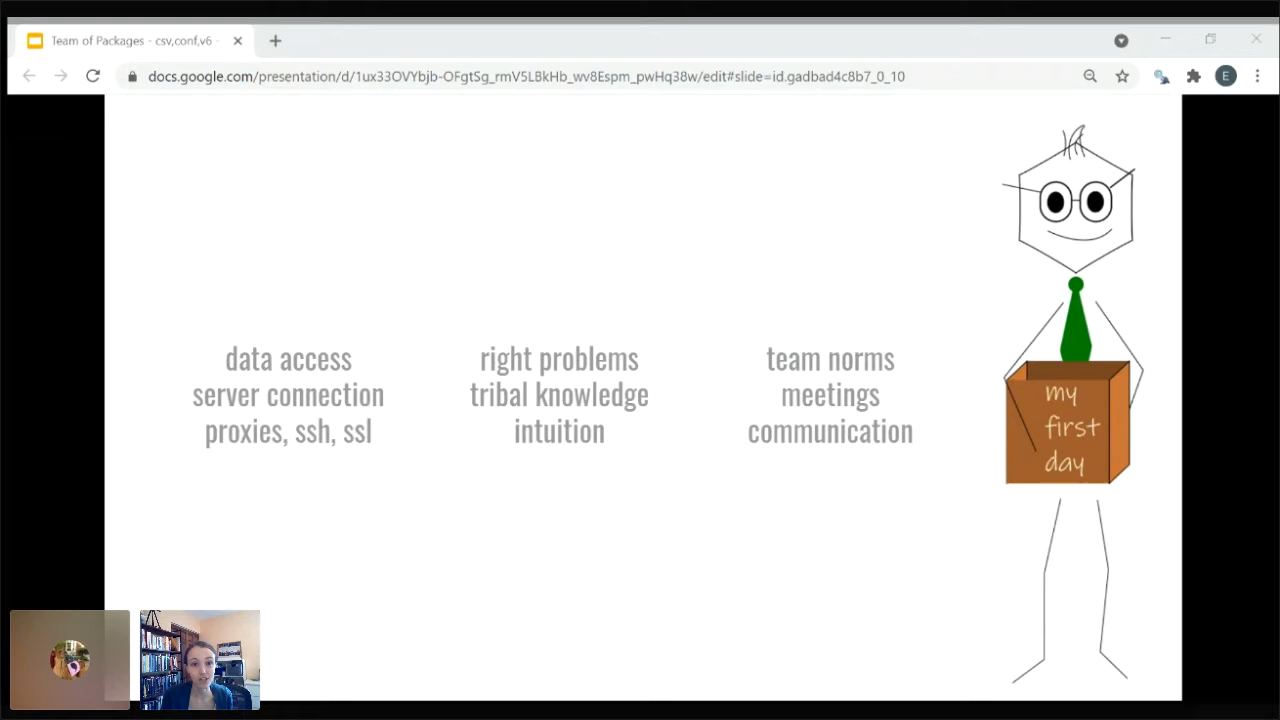 Team of Packages - csv,conf,v6 -
docs.google.com/presentation/d/1ux33OVYbjb-OFgtSg_rmV5LBkHb_wv8Espm_pwHq38w/edit#slide=id.gadbad4c8b7_0_10
E
data access
server connection
proxies, ssh, ssl
right problems
tribal knowledge
intuition
team norms
meetings
communication
my
first
day